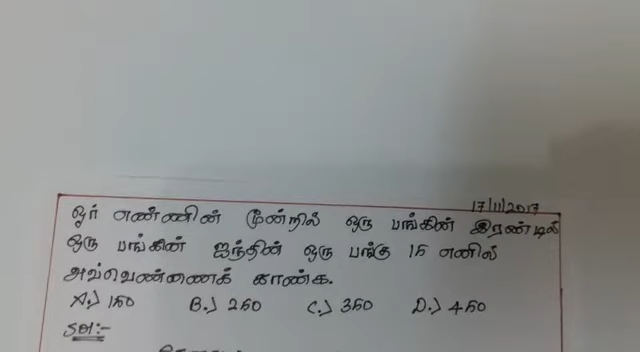 17/11/2017
ஓர் எண்ணின் மூன்றில் ஒரு பங்கின் இரண்டில்
ஒரு பங்கின் ஐந்தின் ஒரு பங்கு 15 எனில்
அவ்வெண்ணைக் காண்க.
A.) 150 B.) 250 C.) 350 D.) 450